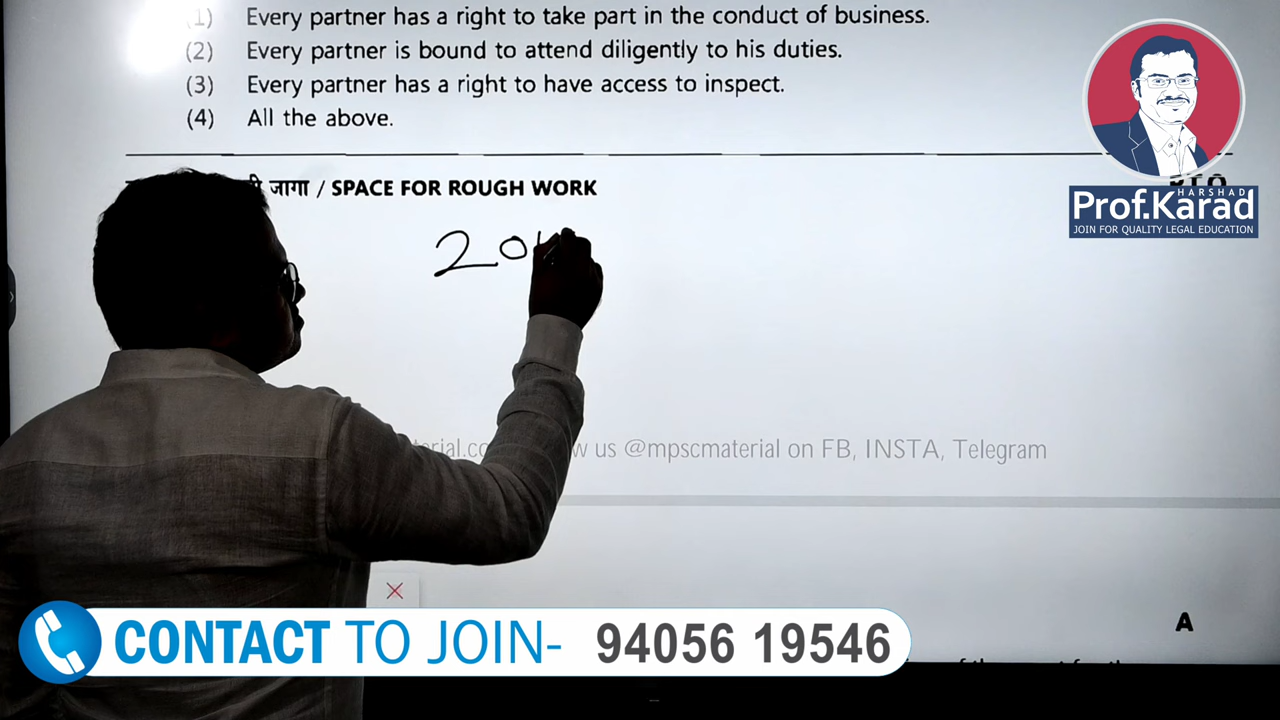 (1) Every partner has a right to take part in the conduct of business.
(2) Every partner is bound to attend diligently to his duties.
(3) Every partner has a right to have access to inspect.
(4) All the above.
जागा / SPACE FOR ROUGH WORK
P.T.O
20
HARSHAD
Prof.Karad
JOIN FOR QUALITY LEGAL EDUCATION
us @mpscmaterial on FB, INSTA, Telegram
A
CONTACT TO JOIN- 94056 19546